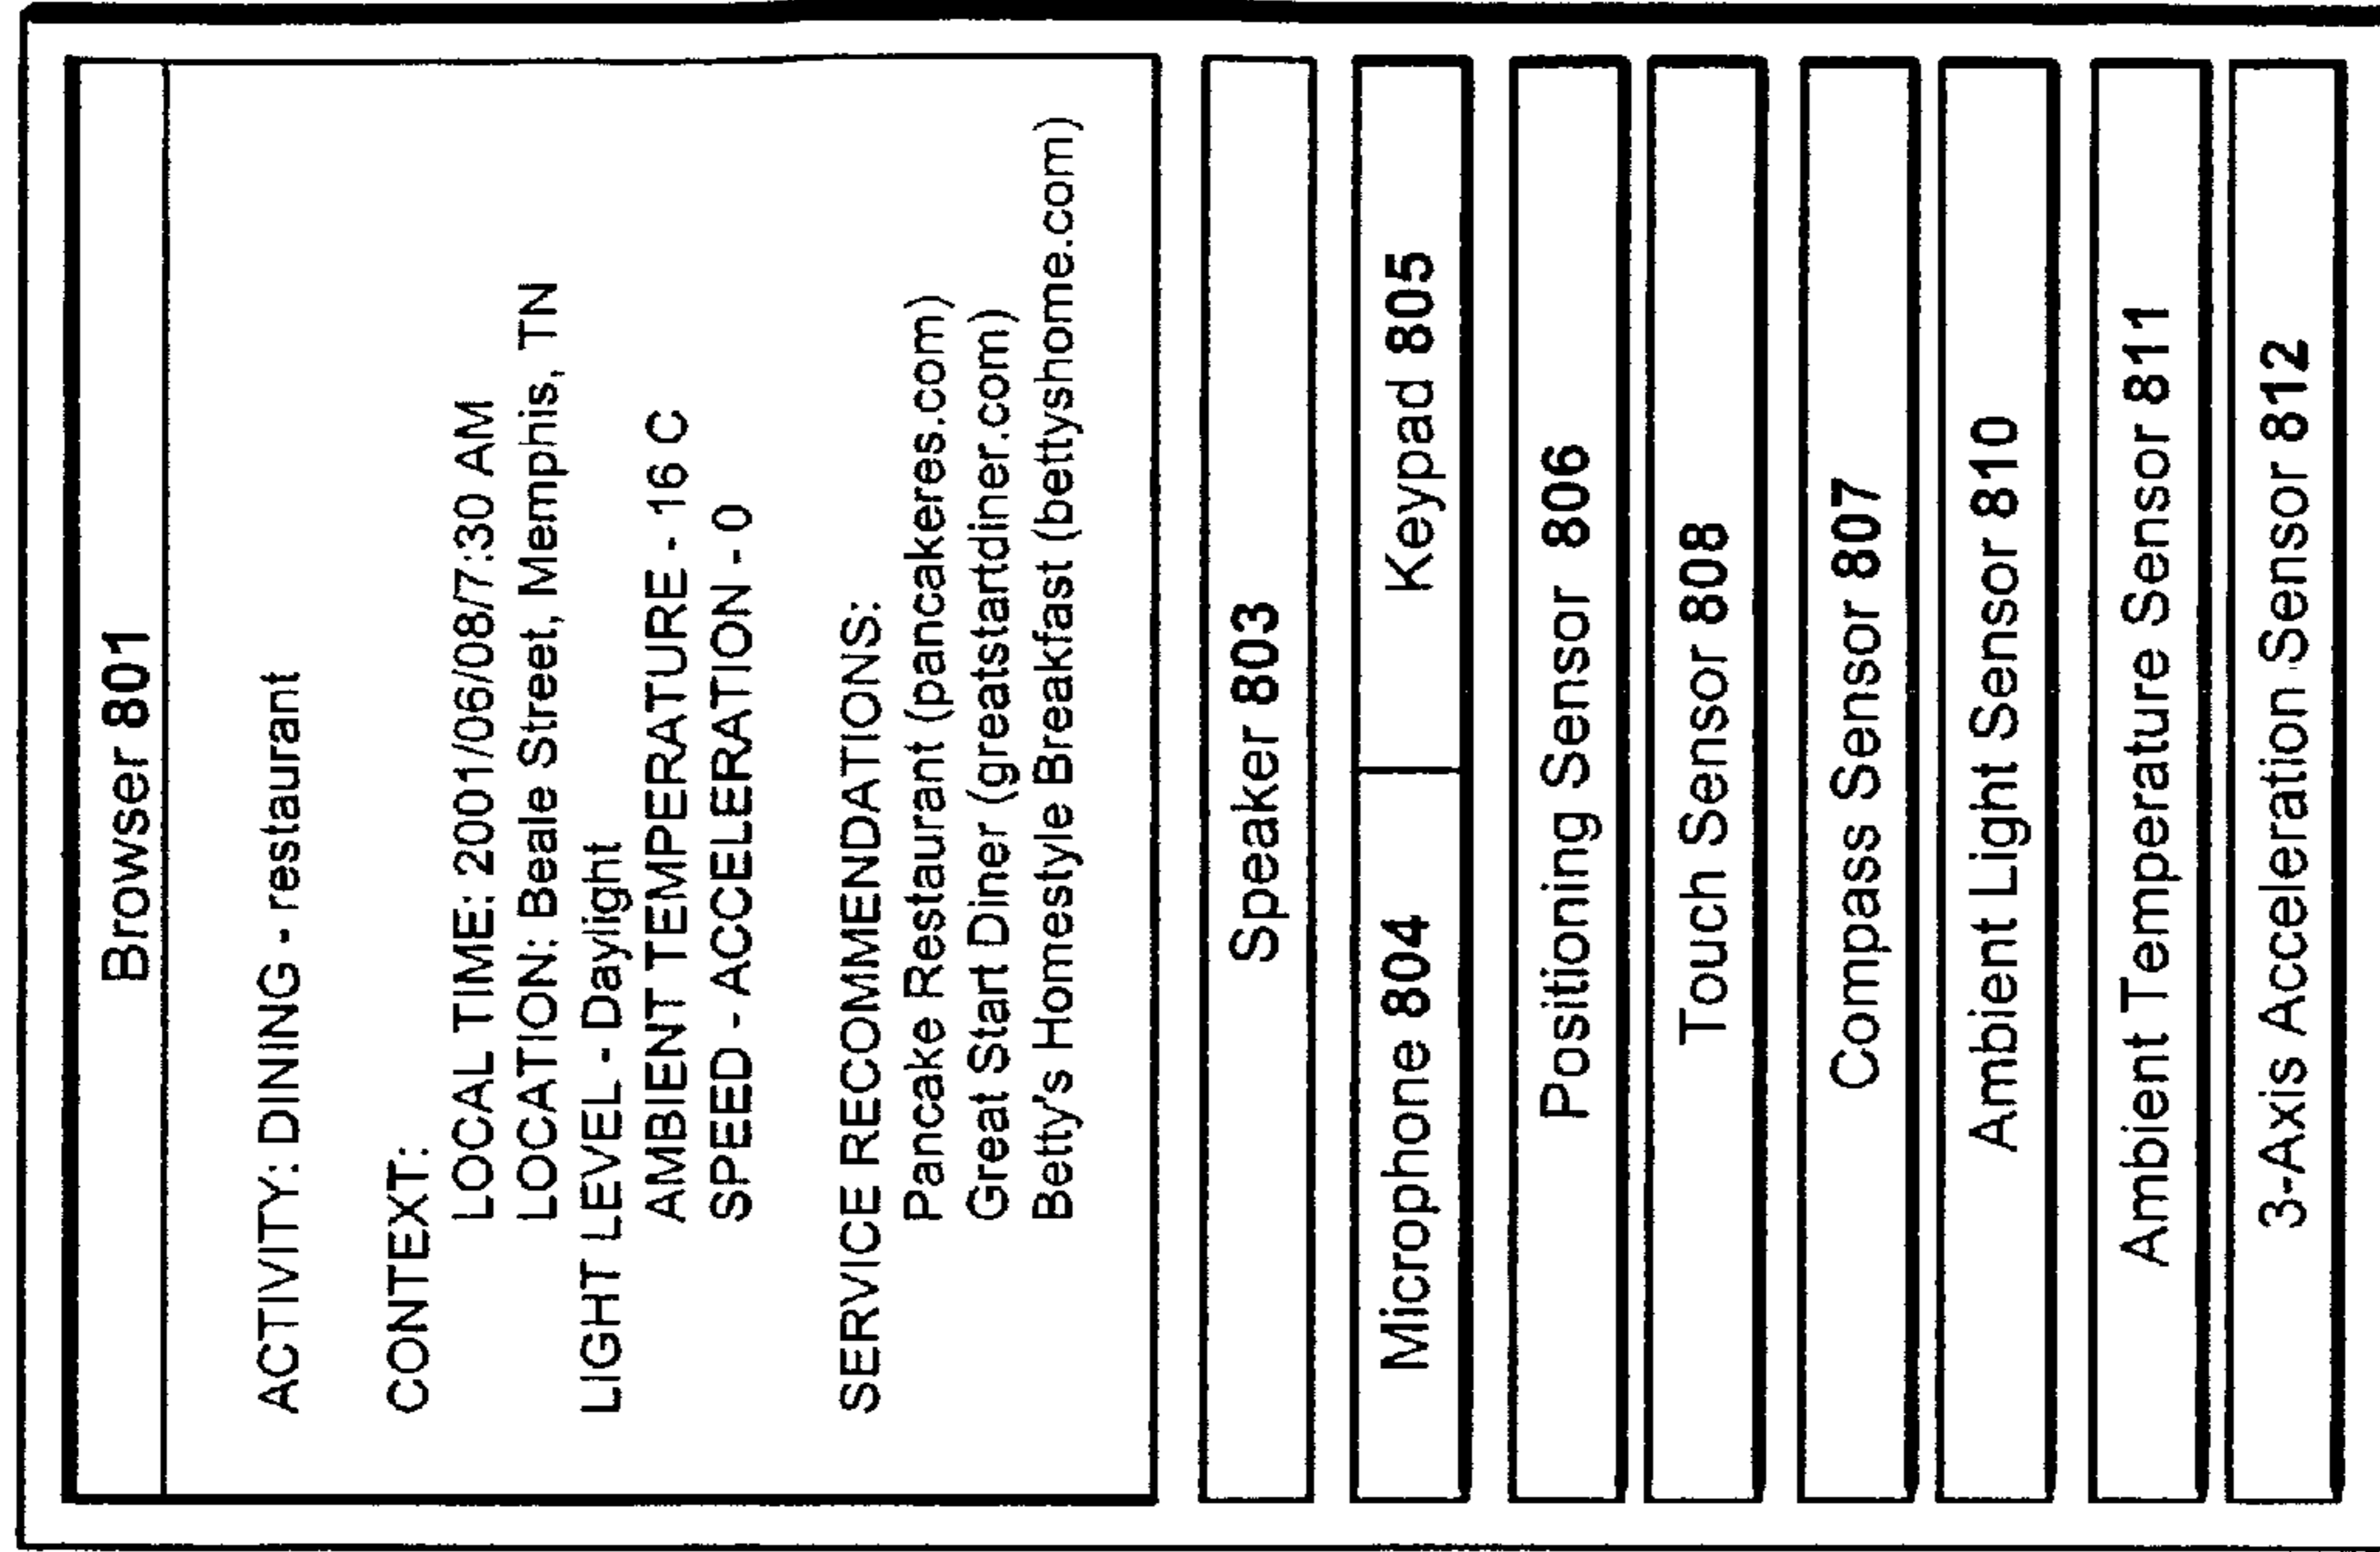 Browser 801
ACTIVITY: DINING - restaurant
CONTEXT:
LOCAL TIME: 2001/06/08/7:30 AM
LOCATION: Beale Street, Memphis, TN
LIGHT LEVEL - Daylight
AMBIENT TEMPERATURE - 16 C
SPEED - ACCELERATION - 0
SERVICE RECOMMENDATIONS:
Pancake Restaurant (pancakeres.com)
Great Start Diner (greatstartdiner.com)
Betty's Homestyle Breakfast (bettyshome.com)
Speaker 803
Microphone 804 Keypad 805
Positioning Sensor 806
Touch Sensor 808
Compass Sensor 807
Ambient Light Sensor 810
Ambient Temperature Sensor 811
3-Axis Acceleration Sensor 812